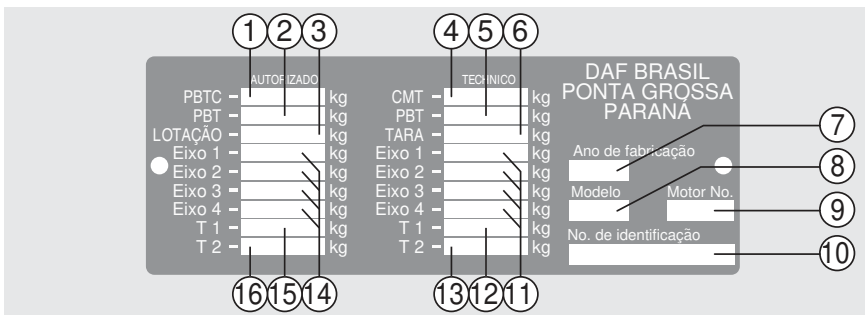 1 2 3 4 5 6
AUTORIZADO
PBTC - kg
PBT - kg
LOTAÇÃO - kg
Eixo 1 - kg
Eixo 2 - kg
Eixo 3 - kg
Eixo 4 - kg
T 1 - kg
T 2 - kg
TECHNICO
CMT - kg
PBT - kg
TARA - kg
Eixo 1 - kg
Eixo 2 - kg
Eixo 3 - kg
Eixo 4 - kg
T 1 - kg
T 2 - kg
DAF BRASIL
PONTA GROSSA
PARANÁ
Ano de fabricação
7
Modelo
8
Motor No.
9
No. de identificação
10
16 15 14 13 12 11